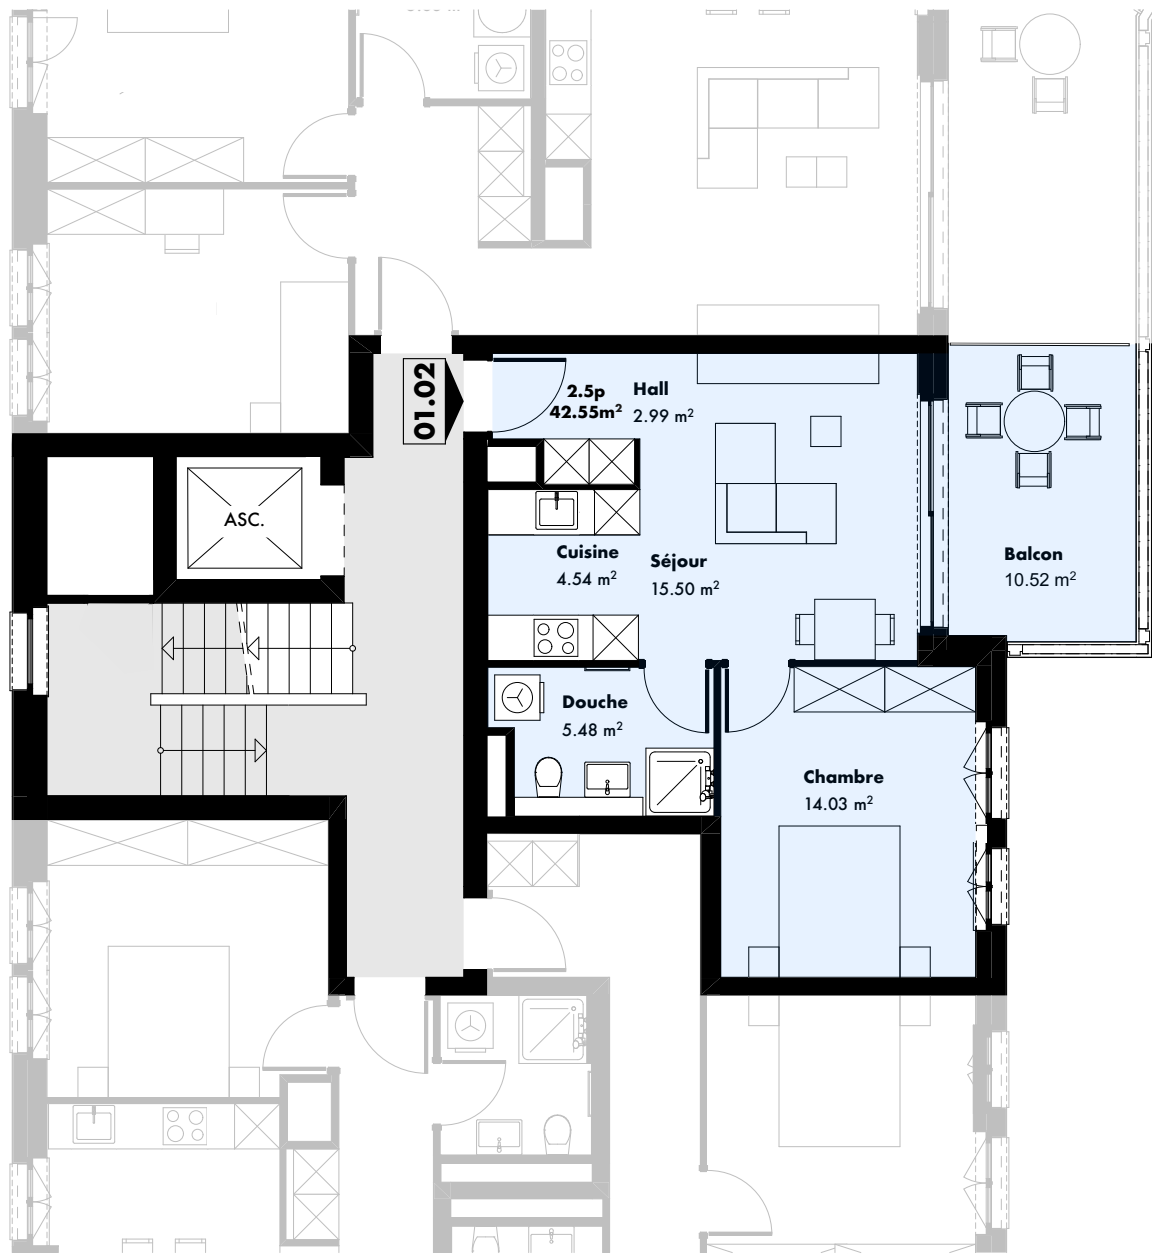 01.02
2.5p
42.55m²
Hall
2.99 m²
ASC.
Cuisine
4.54 m²
Séjour
15.50 m²
Balcon
10.52 m²
Douche
5.48 m²
Chambre
14.03 m²